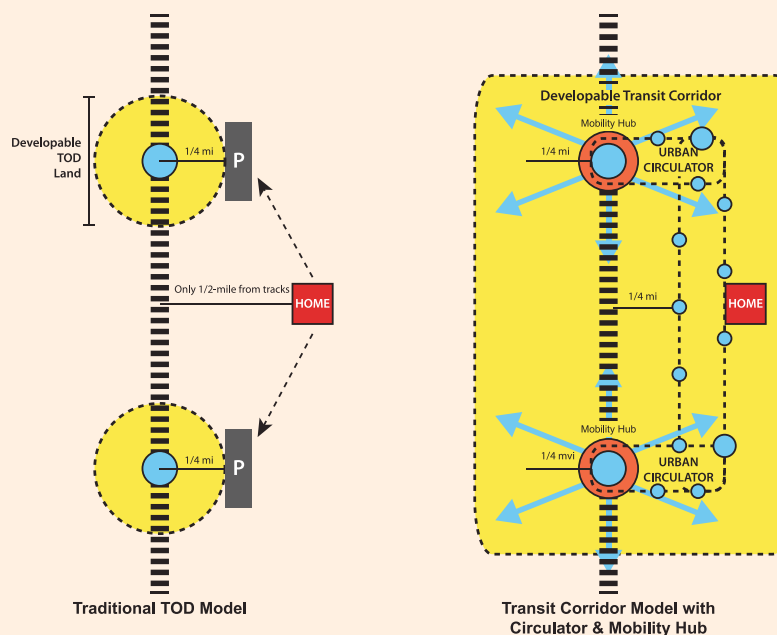 Developable
TOD
Land
1/4 mi
P
Only 1/2-mile from tracks
HOME
1/4 mi
P
Traditional TOD Model
Developable Transit Corridor
Mobility Hub
1/4 mi
URBAN
CIRCULATOR
1/4 mi
HOME
Mobility Hub
1/4 mvi
URBAN
CIRCULATOR
Transit Corridor Model with
Circulator & Mobility Hub